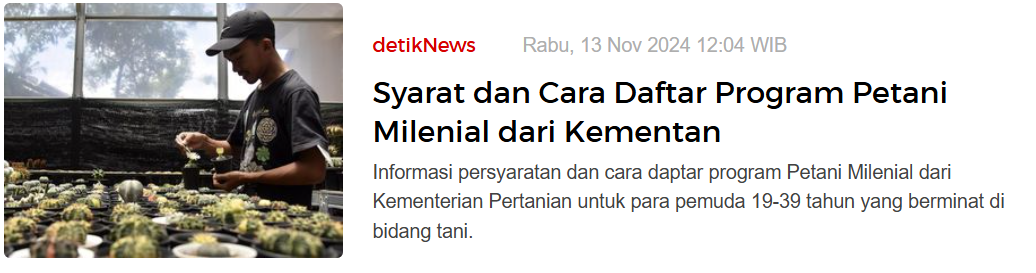 detikNews Rabu, 13 Nov 2024 12:04 WIB
Syarat dan Cara Daftar Program Petani
Milenial dari Kementan
Informasi persyaratan dan cara daptar program Petani Milenial dari
Kementerian Pertanian untuk para pemuda 19-39 tahun yang berminat di
bidang tani.